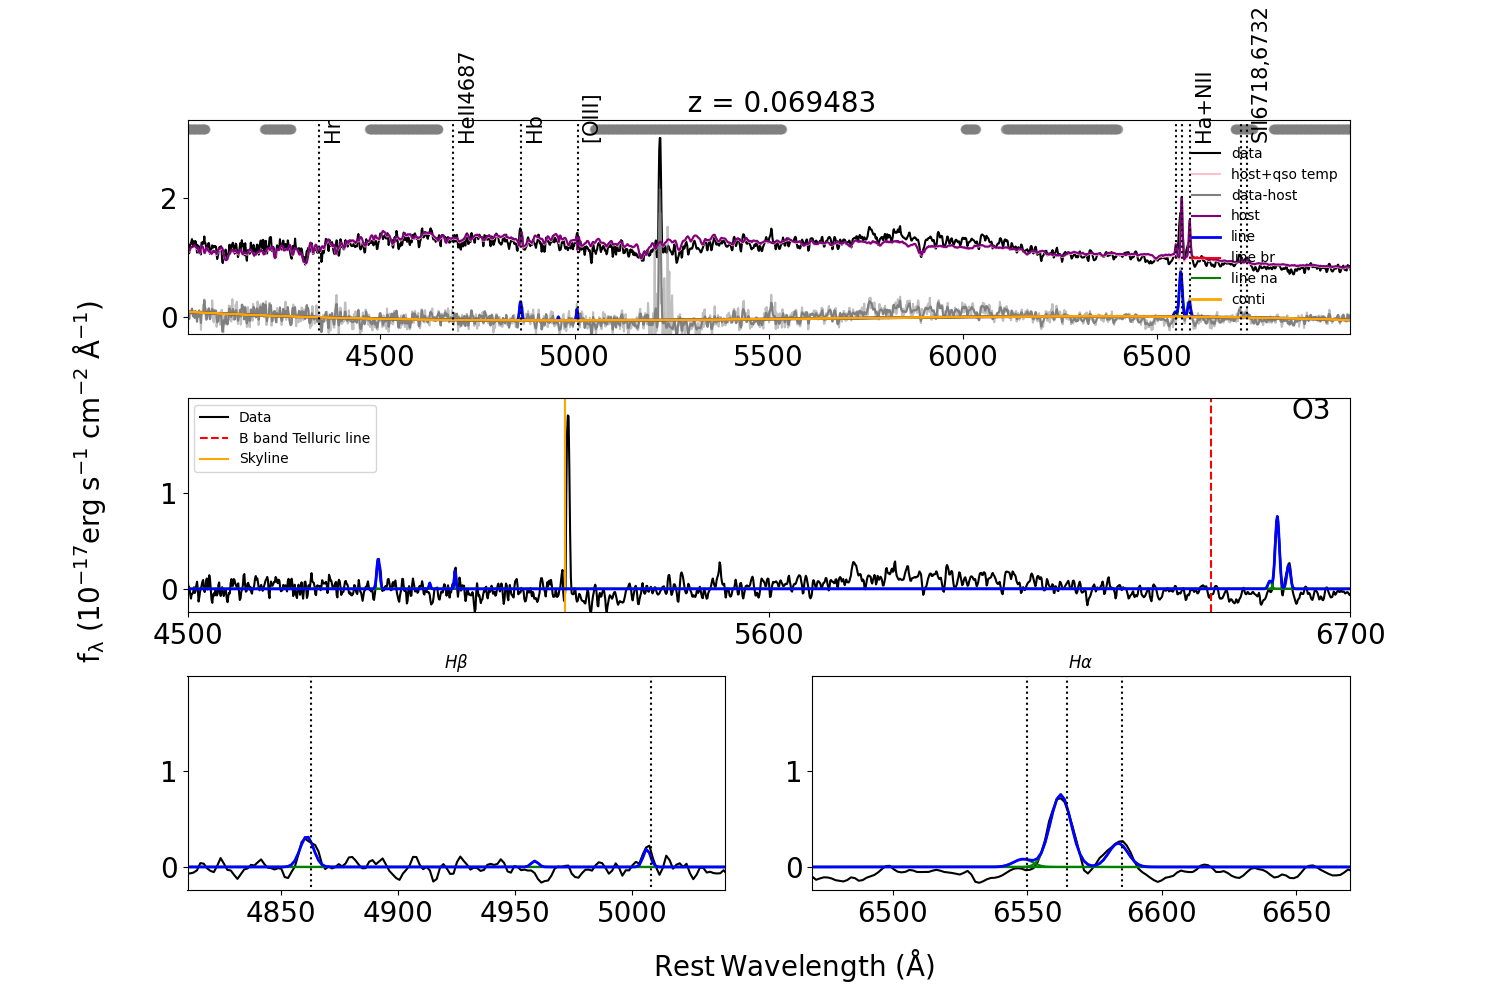 z = 0.069483
Hr
HeII4687
Hb
[OIII]
Ha+NII
SII6718,6732
data
host+qso temp
data-host
host
line
line br
line na
conti
2
0
4500
5000
5500
6000
6500
f_λ (10^−17 erg s^−1 cm^−2 Å^−1)
O3
Data
B band Telluric line
Skyline
1
0
4500
5600
6700
Hβ
1
0
4850
4900
4950
5000
Hα
1
0
6500
6550
6600
6650
Rest Wavelength (Å)